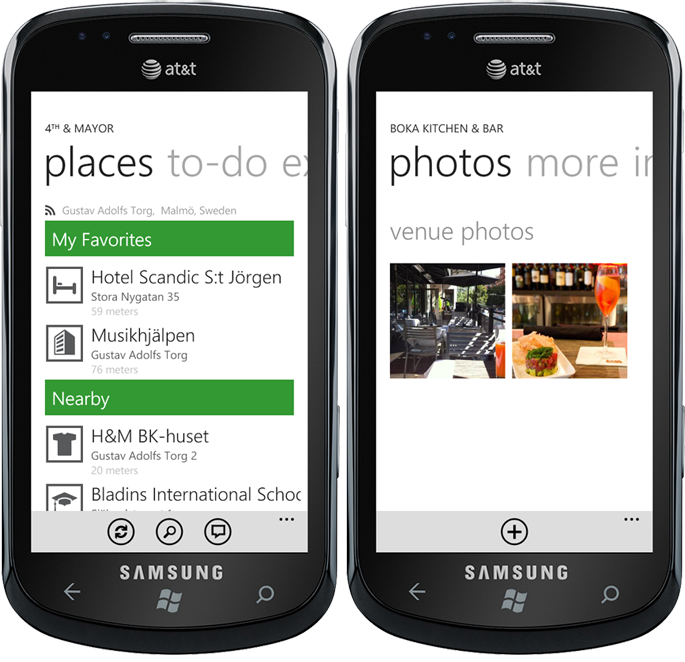 at&t
4TH & MAYOR
places to-do ex
Gustav Adolfs Torg, Malmö, Sweden
My Favorites
Hotel Scandic S:t Jörgen
Stora Nygatan 35
59 meters
Musikhjälpen
Gustav Adolfs Torg
76 meters
Nearby
H&M BK-huset
Gustav Adolfs Torg 2
20 meters
Bladins International Schoo
SAMSUNG
at&t
BOKA KITCHEN & BAR
photos more in
venue photos
SAMSUNG